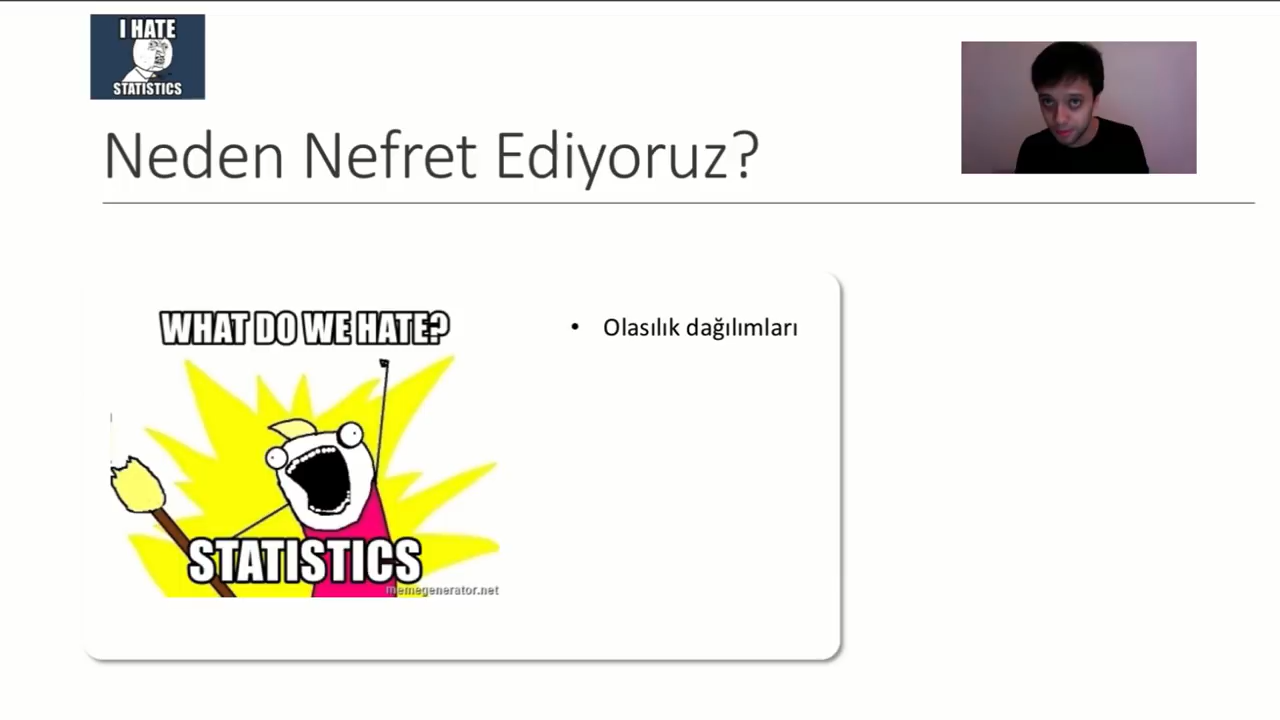 I HATE
STATISTICS
Neden Nefret Ediyoruz?
WHAT DO WE HATE?
STATISTICS
memegenerator.net
• Olasılık dağılımları